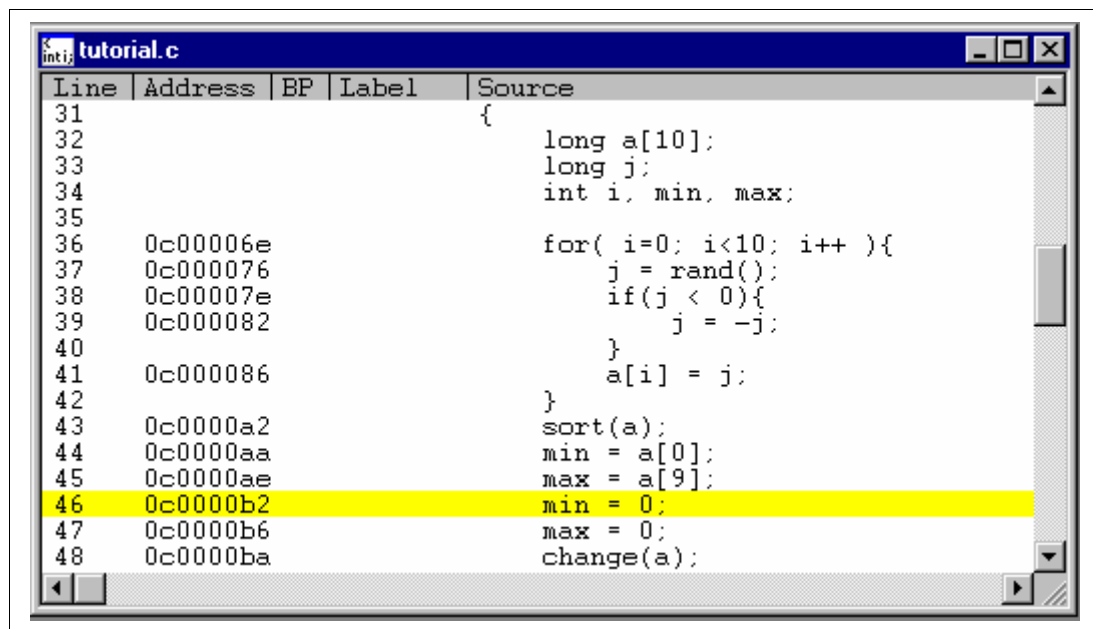 < inti; tutorial.c
Line Address BP Label Source
31 {
32 long a[10];
33 long j;
34 int i, min, max;
35
36 0c00006e for( i=0; i<10; i++ ){
37 0c000076 j = rand();
38 0c00007e if(j < 0){
39 0c000082 j = -j;
40 }
41 0c000086 a[i] = j;
42 }
43 0c0000a2 sort(a);
44 0c0000aa min = a[0];
45 0c0000ae max = a[9];
46 0c0000b2 min = 0;
47 0c0000b6 max = 0;
48 0c0000ba change(a);